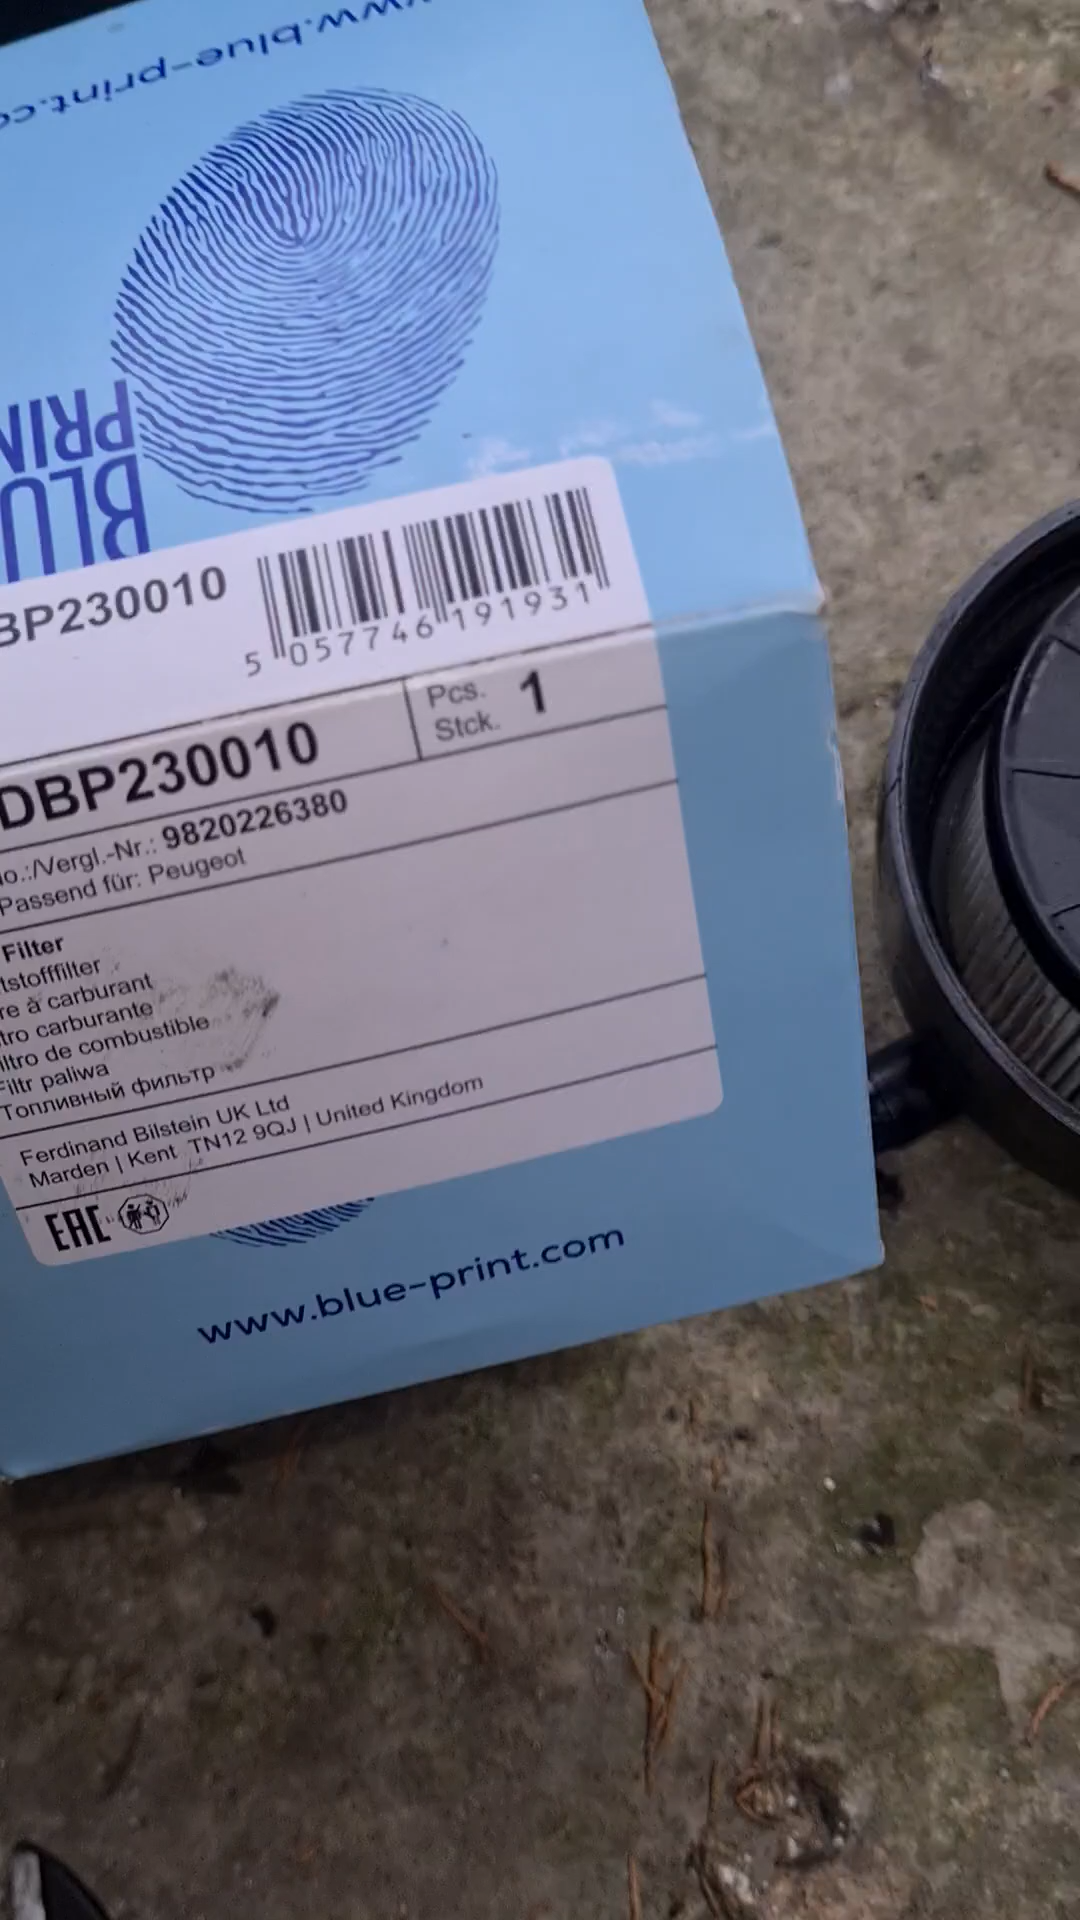 www.blue-print.co
BLU
PRIN
BP230010
5 057746 191931
DBP230010
Pcs.
Stck. 1
No.:/Vergl.-Nr.: 9820226380
Passend für: Peugeot
Filter
tstofffilter
re à carburant
tro carburante
iltro de combustible
Filtr paliwa
Топливный фильтр
Ferdinand Bilstein UK Ltd
Marden | Kent TN12 9QJ | United Kingdom
EAC
www.blue-print.com